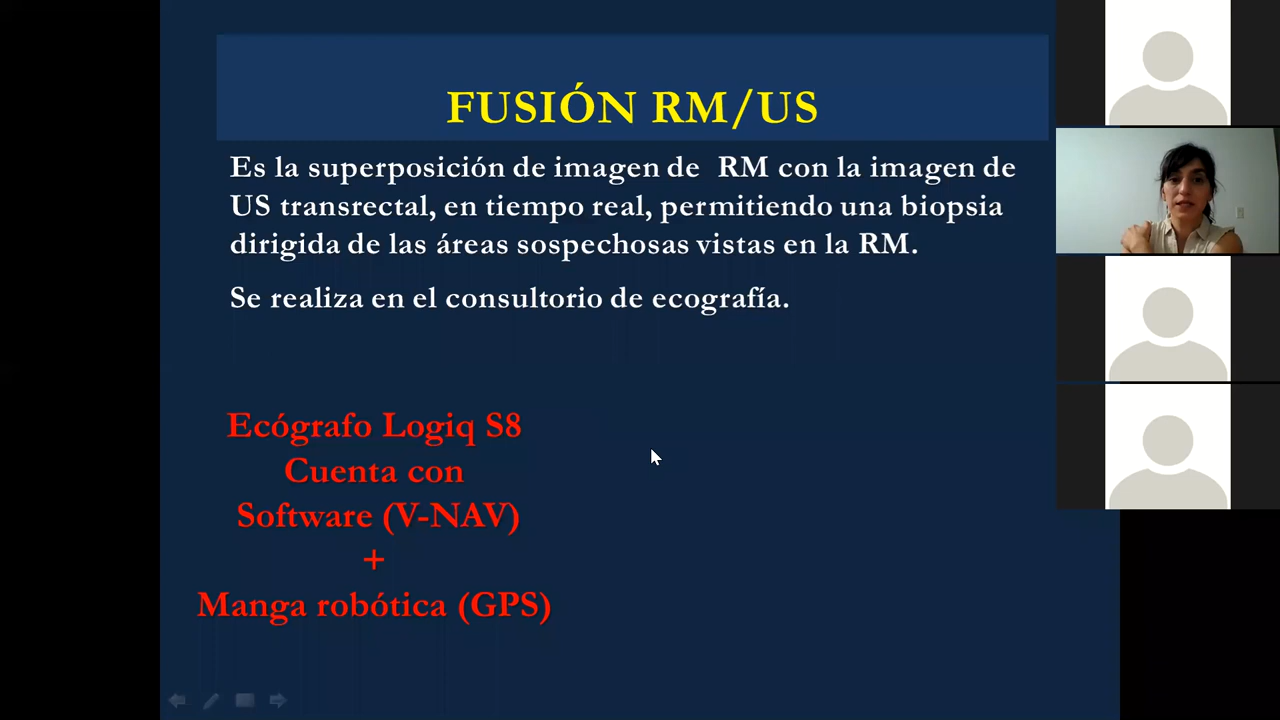 FUSIÓN RM/US
Es la superposición de imagen de RM con la imagen de
US transrectal, en tiempo real, permitiendo una biopsia
dirigida de las áreas sospechosas vistas en la RM.
Se realiza en el consultorio de ecografía.
Ecógrafo Logiq S8
Cuenta con
Software (V-NAV)
+
Manga robótica (GPS)